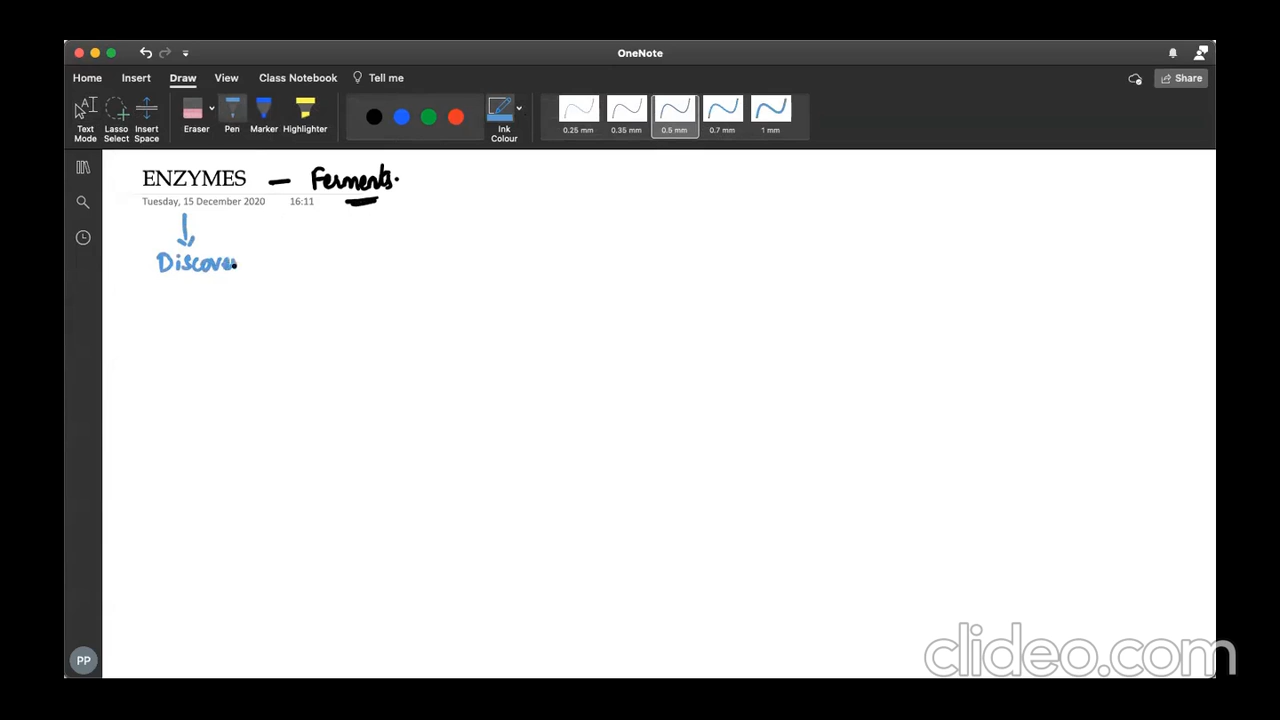 OneNote
Home Insert Draw View Class Notebook Tell me Share
Text Mode Lasso Select Insert Space Eraser Pen Marker Highlighter Ink Colour 0.25 mm 0.35 mm 0.5 mm 0.7 mm 1 mm
ENZYMES — Ferments.
Tuesday, 15 December 2020 16:11
Discove
PP
clideo.com